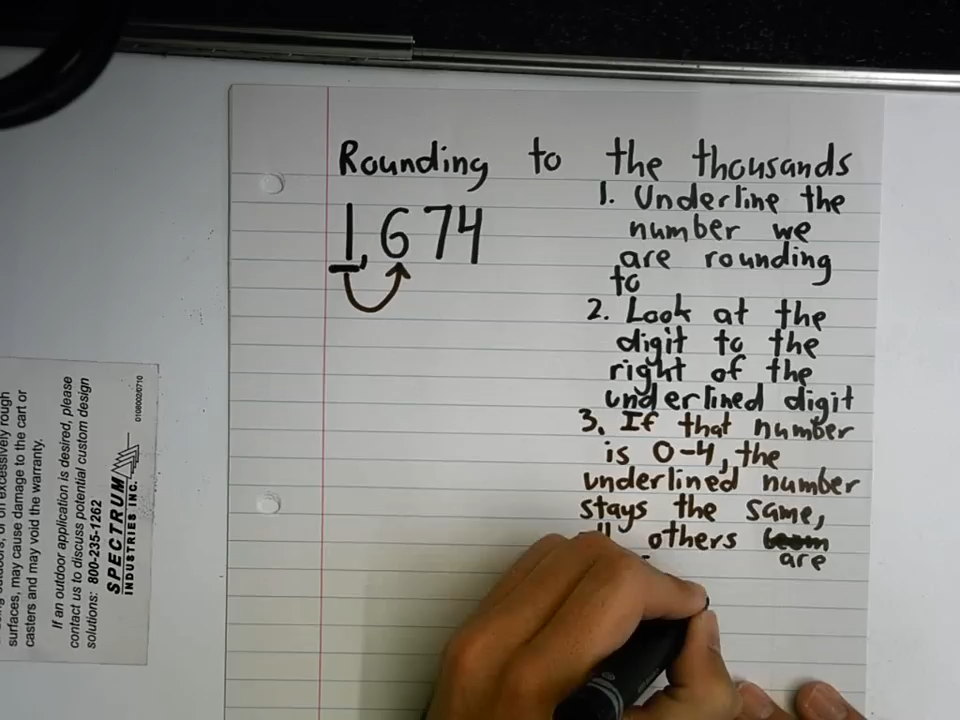 Rounding to the thousands
1,674
1. Underline the
number we
are rounding
to
2. Look at the
digit to the
right of the
underlined digit
3. If that number
is 0-4, the
underlined number
stays the same,
others
are
surfaces, may cause damage to the cart or
casters and may void the warranty.
If an outdoor application is desired, please
contact us to discuss potential custom design
solutions: 800-235-1262
SPECTRUM
INDUSTRIES INC.